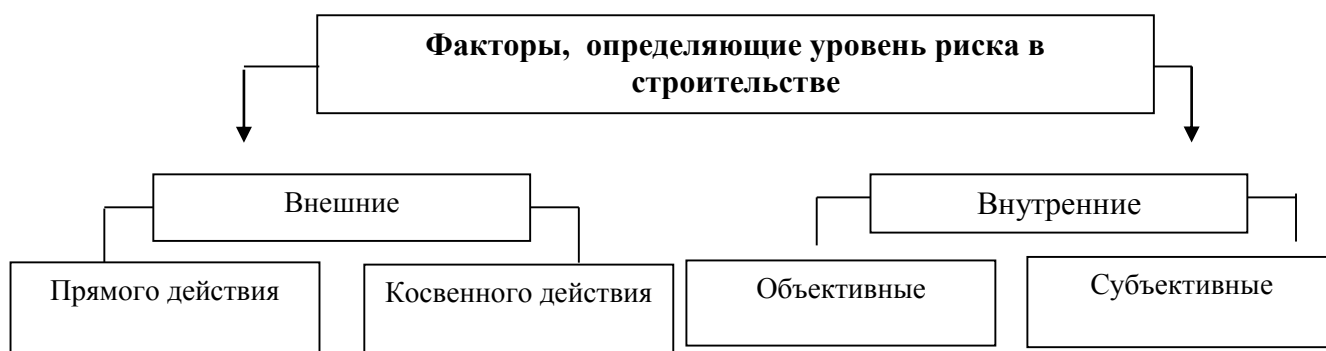 Факторы, определяющие уровень риска в
строительстве
Внешние
Внутренние
Прямого действия
Косвенного действия
Объективные
Субъективные